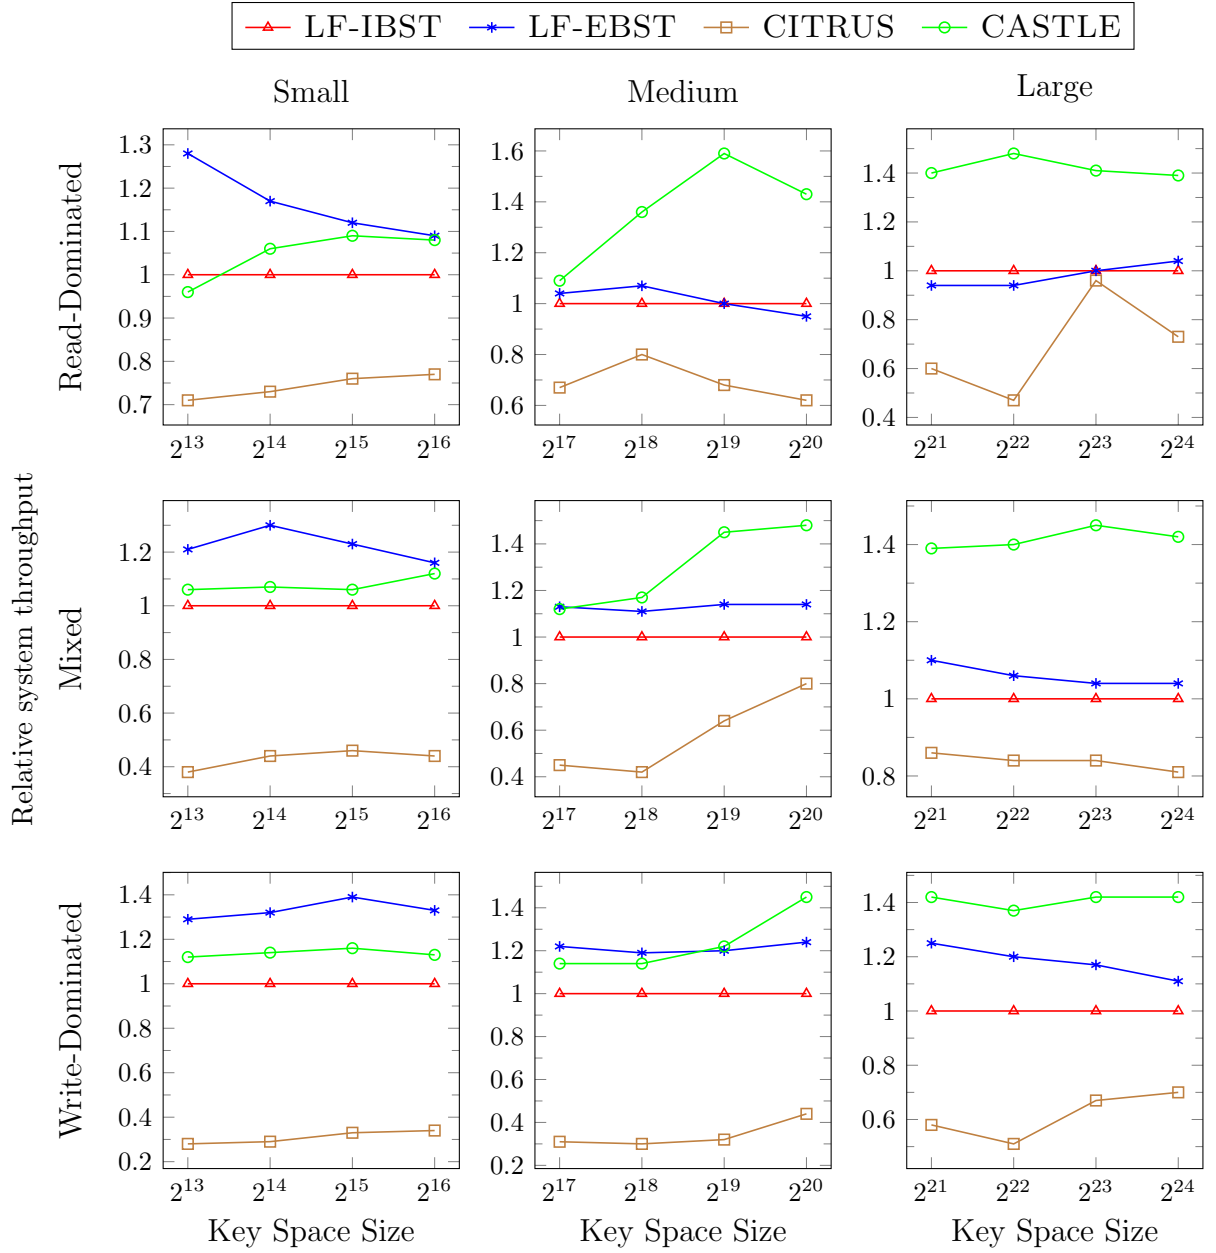 LF-IBST LF-EBST CITRUS CASTLE
Small Medium Large
Relative system throughput
Read-Dominated
1.3
1.2
1.1
1
0.9
0.8
0.7
2^13 2^14 2^15 2^16
1.6
1.4
1.2
1
0.8
0.6
2^17 2^18 2^19 2^20
1.4
1.2
1
0.8
0.6
0.4
2^21 2^22 2^23 2^24
Mixed
1.2
1
0.8
0.6
0.4
2^13 2^14 2^15 2^16
1.4
1.2
1
0.8
0.6
0.4
2^17 2^18 2^19 2^20
1.4
1.2
1
0.8
2^21 2^22 2^23 2^24
Write-Dominated
1.4
1.2
1
0.8
0.6
0.4
0.2
2^13 2^14 2^15 2^16
Key Space Size
1.4
1.2
1
0.8
0.6
0.4
0.2
2^17 2^18 2^19 2^20
Key Space Size
1.4
1.2
1
0.8
0.6
2^21 2^22 2^23 2^24
Key Space Size